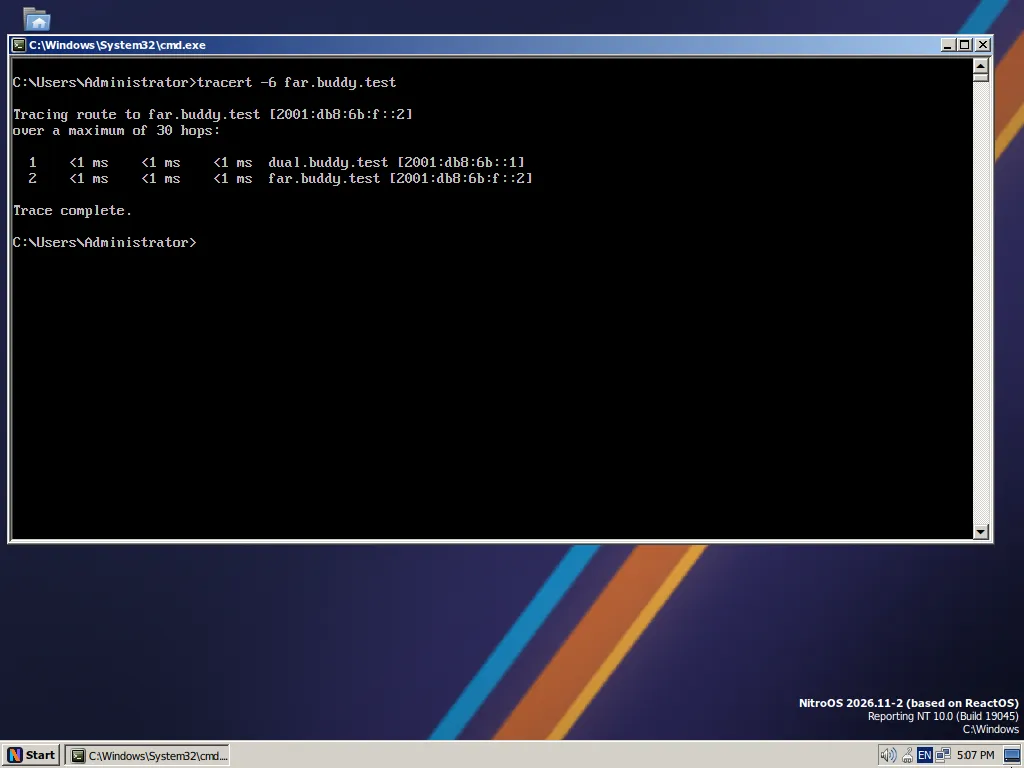 C:\Windows\System32\cmd.exe
C:\Users\Administrator>tracert -6 far.buddy.test
Tracing route to far.buddy.test [2001:db8:6b:f::2]
over a maximum of 30 hops:
1 <1 ms <1 ms <1 ms dual.buddy.test [2001:db8:6b::1]
2 <1 ms <1 ms <1 ms far.buddy.test [2001:db8:6b:f::2]
Trace complete.
C:\Users\Administrator>
NitroOS 2026.11-2 (based on ReactOS)
Reporting NT 10.0 (Build 19045)
C:\Windows
Start
C:\Windows\System32\cmd....
EN
5:07 PM